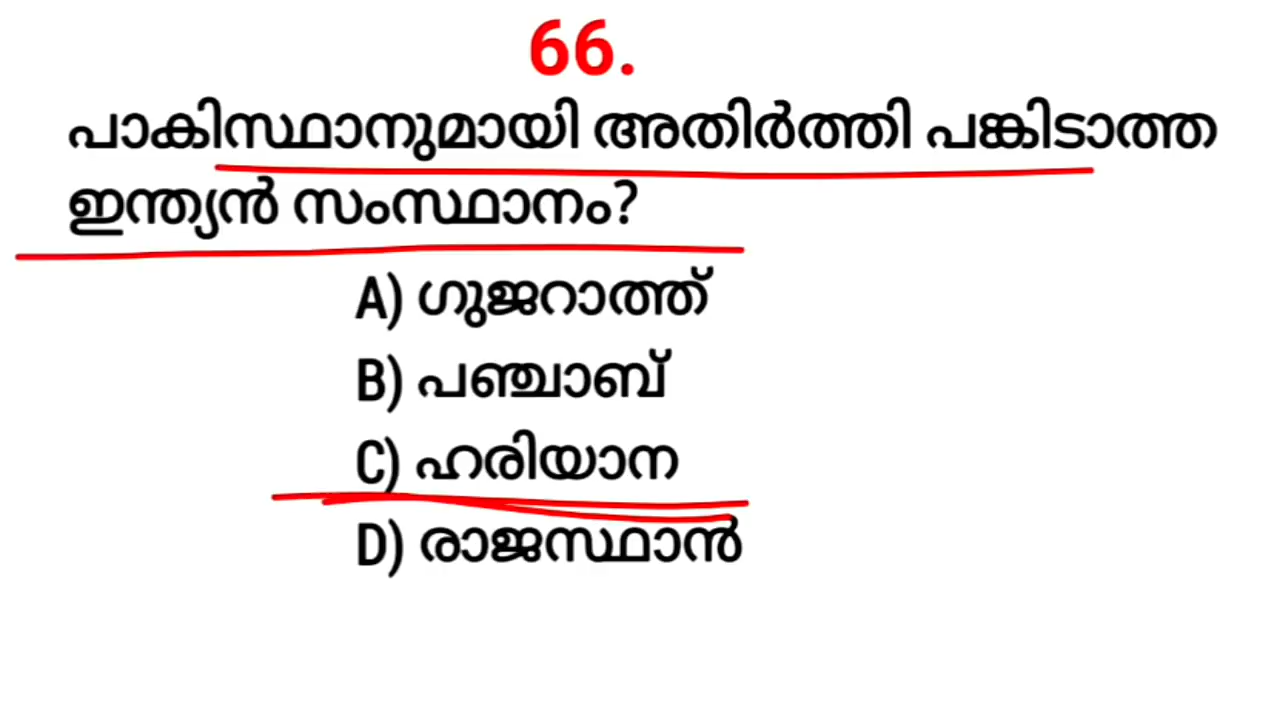 66.
പാകിസ്ഥാനുമായി അതിർത്തി പങ്കിടാത്ത
ഇന്ത്യൻ സംസ്ഥാനം?
A) ഗുജറാത്ത്
B) പഞ്ചാബ്
C) ഹരിയാന
D) രാജസ്ഥാൻ